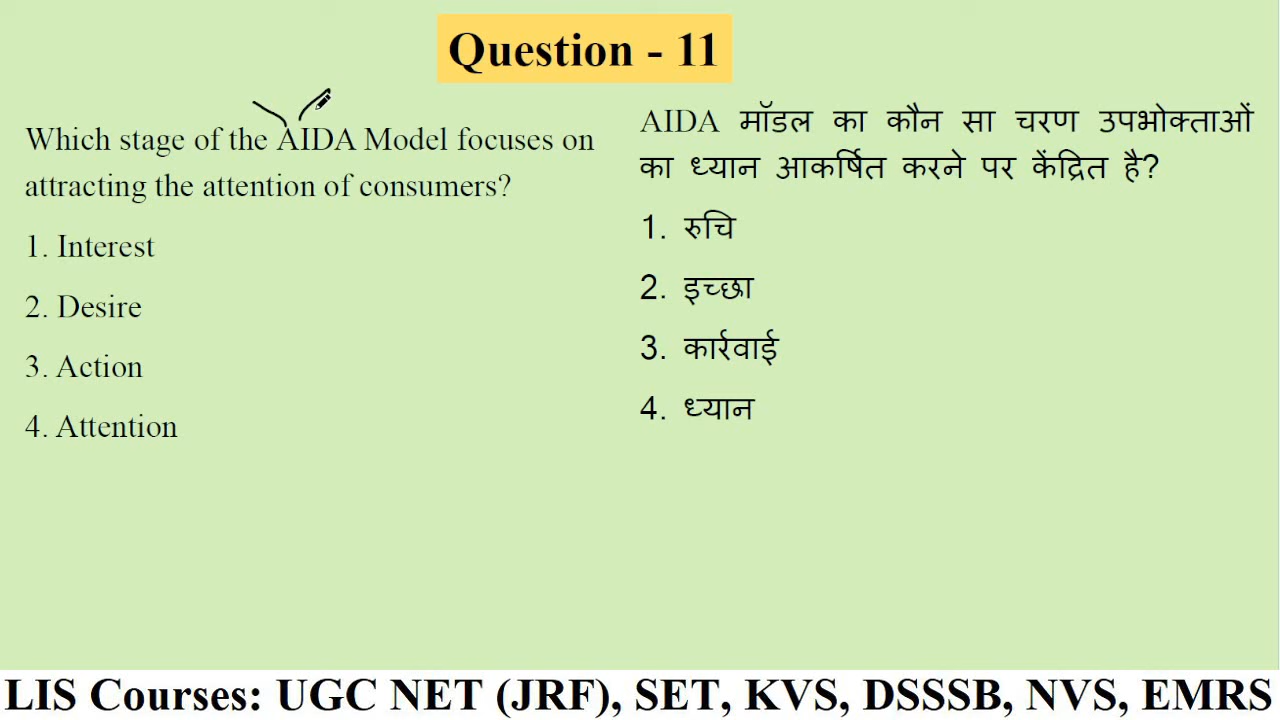 Question - 11
Which stage of the AIDA Model focuses on
attracting the attention of consumers?
1. Interest
2. Desire
3. Action
4. Attention
AIDA मॉडल का कौन सा चरण उपभोक्ताओं
का ध्यान आकर्षित करने पर केंद्रित है?
1. रुचि
2. इच्छा
3. कार्रवाई
4. ध्यान
LIS Courses: UGC NET (JRF), SET, KVS, DSSSB, NVS, EMRS